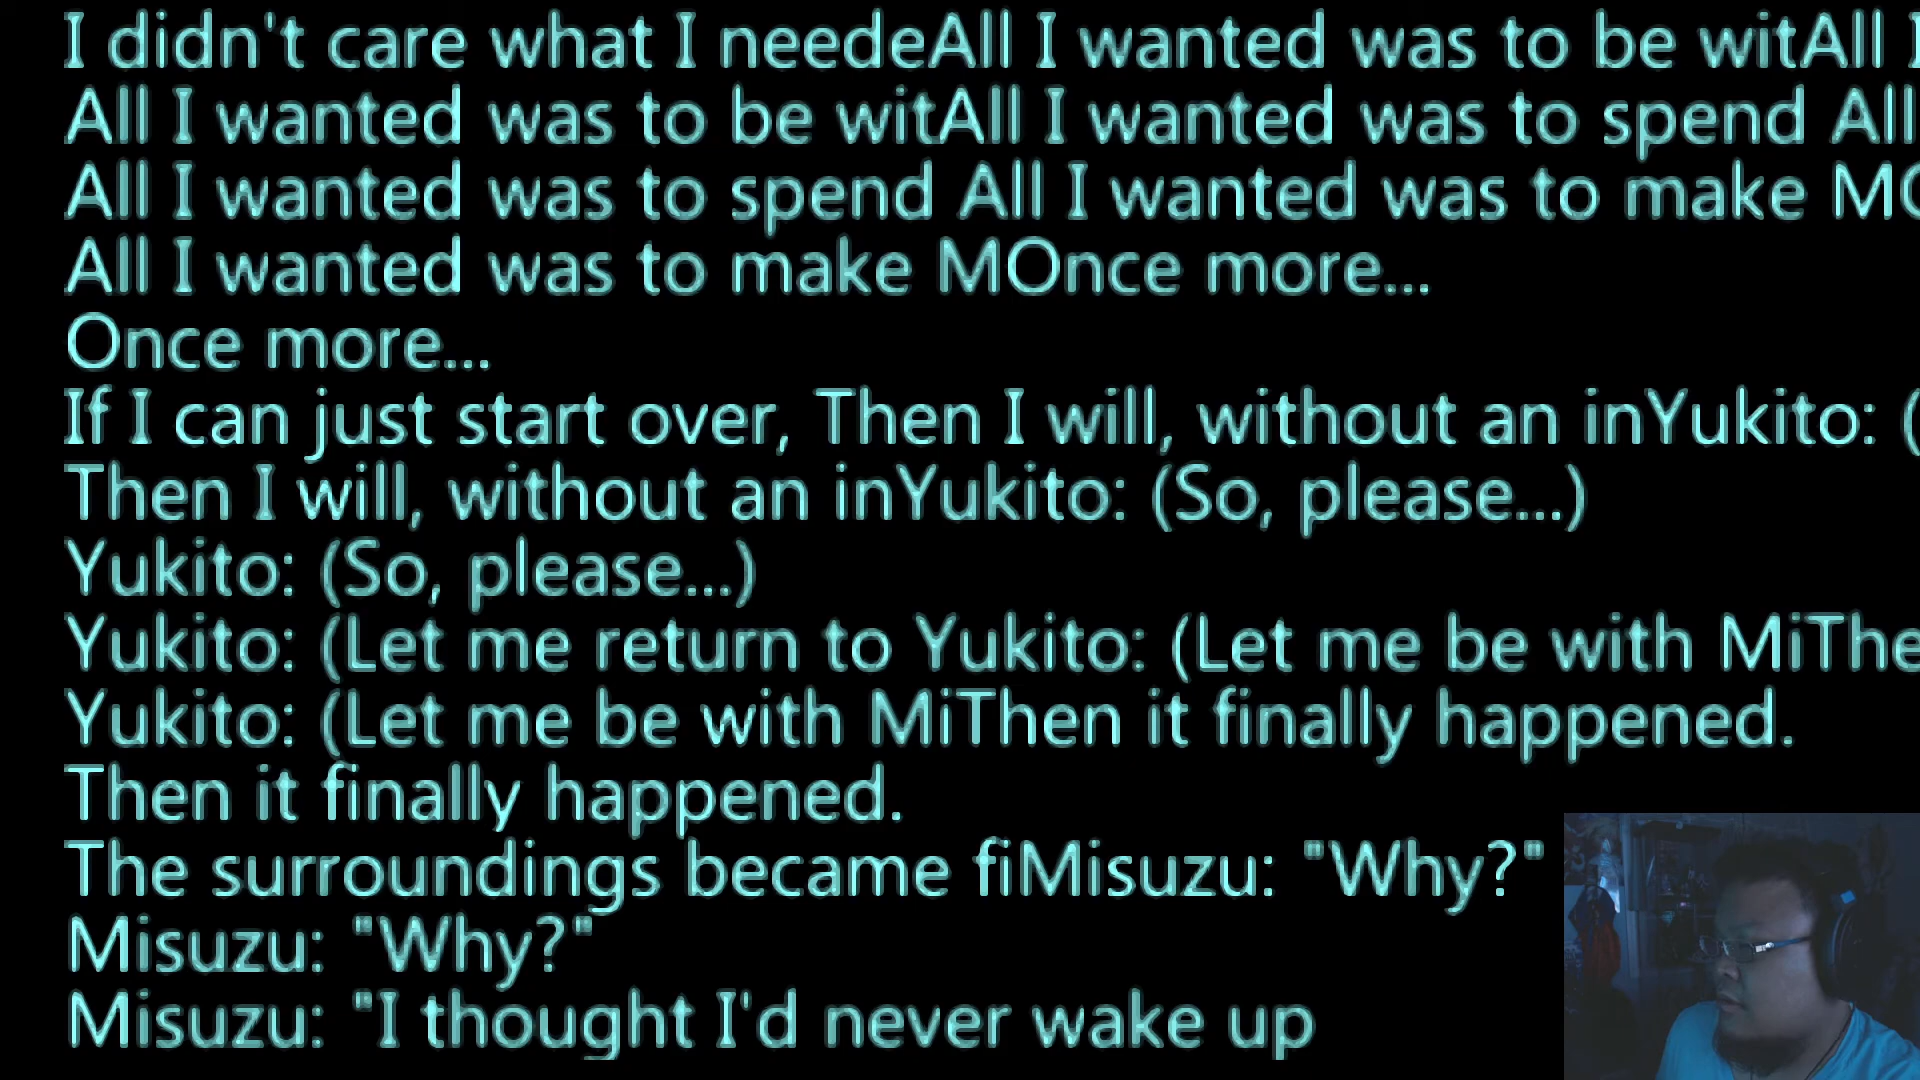 I didn't care what I neededeAll I wanted was to be witAll I
All I wanted was to be witAll I wanted was to spend All
All I wanted was to spend All I wanted was to make MO
All I wanted was to make MOnce more...
Once more...
If I can just start over, Then I will, without an inYukito: (
Then I will, without an inYukito: (So, please...)
Yukito: (So, please...)
Yukito: (Let me return to Yukito: (Let me be with MiThe
Yukito: (Let me be with MiThen it finally happened.
Then it finally happened.
The surroundings became fiMisuzu: "Why?"
Misuzu: "Why?"
Misuzu: "I thought I'd never wake up